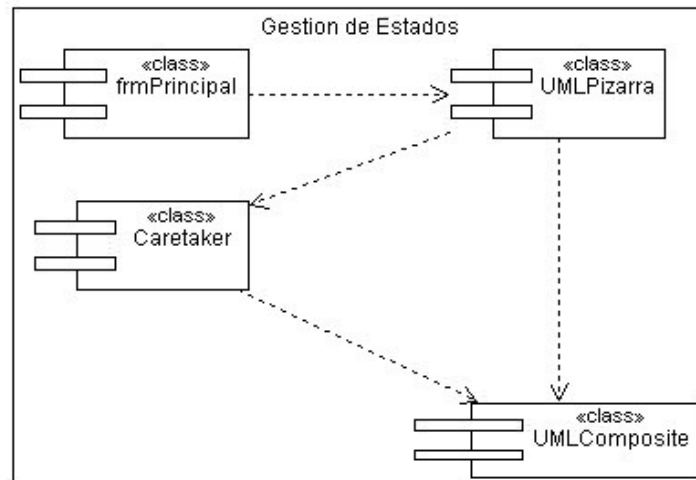 Gestion de Estados
«class»
frmPrincipal
«class»
UMLPizarra
«class»
Caretaker
«class»
UMLComposite